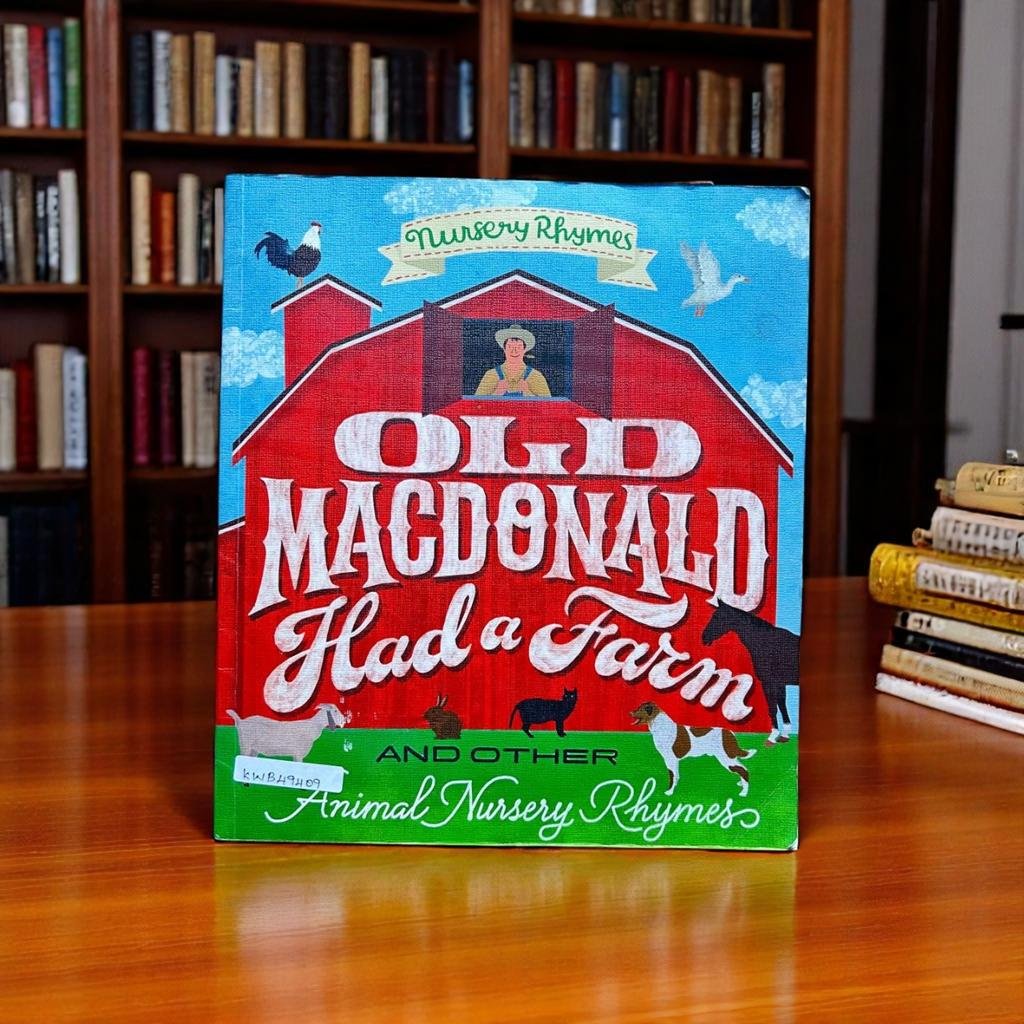 Nursery Rhymes
OLD
MACDONALD
Had a Farm
AND OTHER
KWB49409
Animal Nursery Rhymes